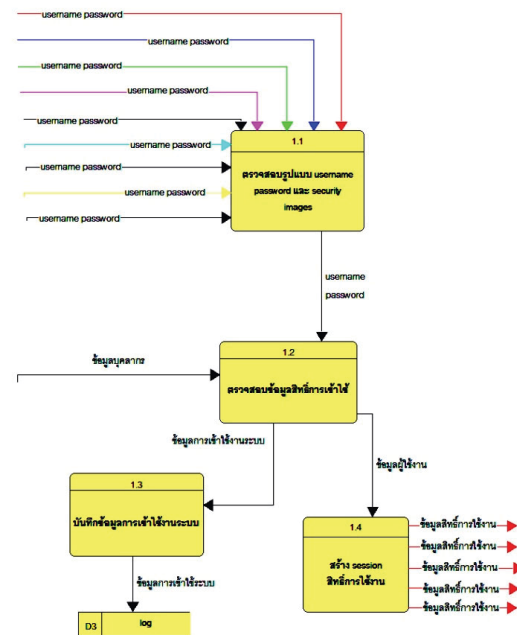 username password
username password
username password
username password
username password
username password
username password
username password
username password
1.1
ตรวจสอบรูปแบบ username
password และ security
images
username
password
ข้อมูลบุคลากร
1.2
ตรวจสอบข้อมูลสิทธิ์การเข้าใช้
ข้อมูลการเข้าใช้งานระบบ
ข้อมูลผู้ใช้งาน
1.3
บันทึกข้อมูลการเข้าใช้งานระบบ
1.4
สร้าง session
สิทธิ์การใช้งาน
ข้อมูลสิทธิ์การใช้งาน
ข้อมูลสิทธิ์การใช้งาน
ข้อมูลสิทธิ์การใช้งาน
ข้อมูลสิทธิ์การใช้งาน
ข้อมูลสิทธิ์การใช้งาน
ข้อมูลการเข้าใช้ระบบ
D3
log